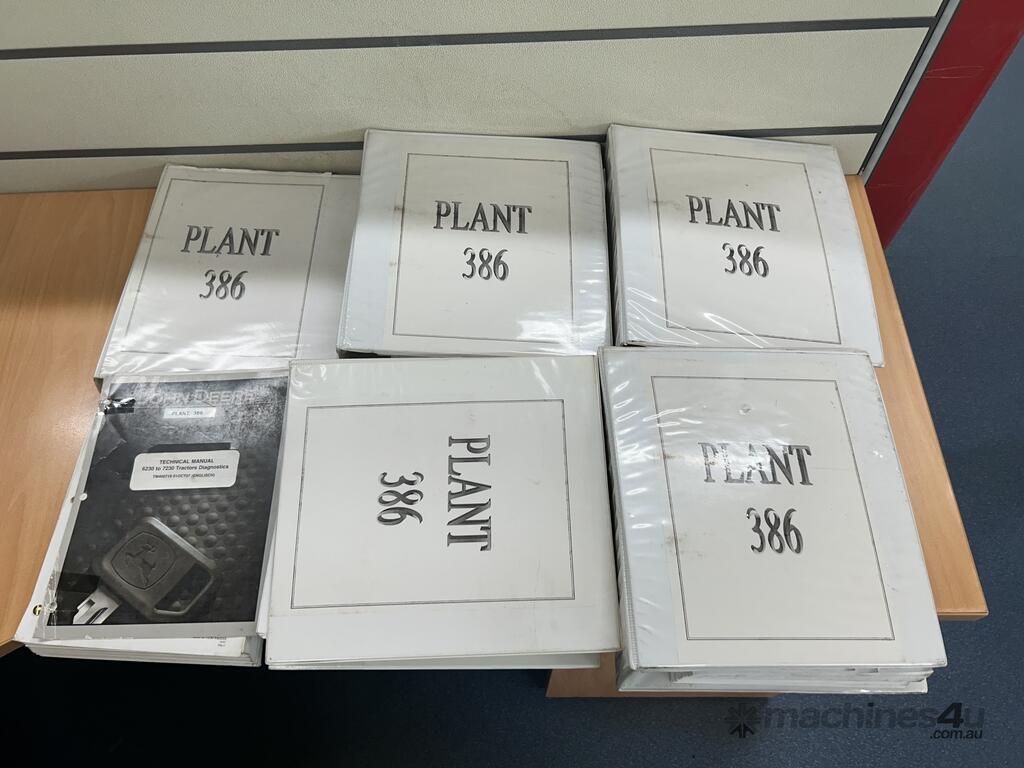 PLANT
386
PLANT
386
PLANT
386
JOHN DEERE
PLANT 386
TECHNICAL MANUAL
6230 to 7230 Tractors Diagnostics
PLANT
386
PLANT
386
machines4u
.com.au